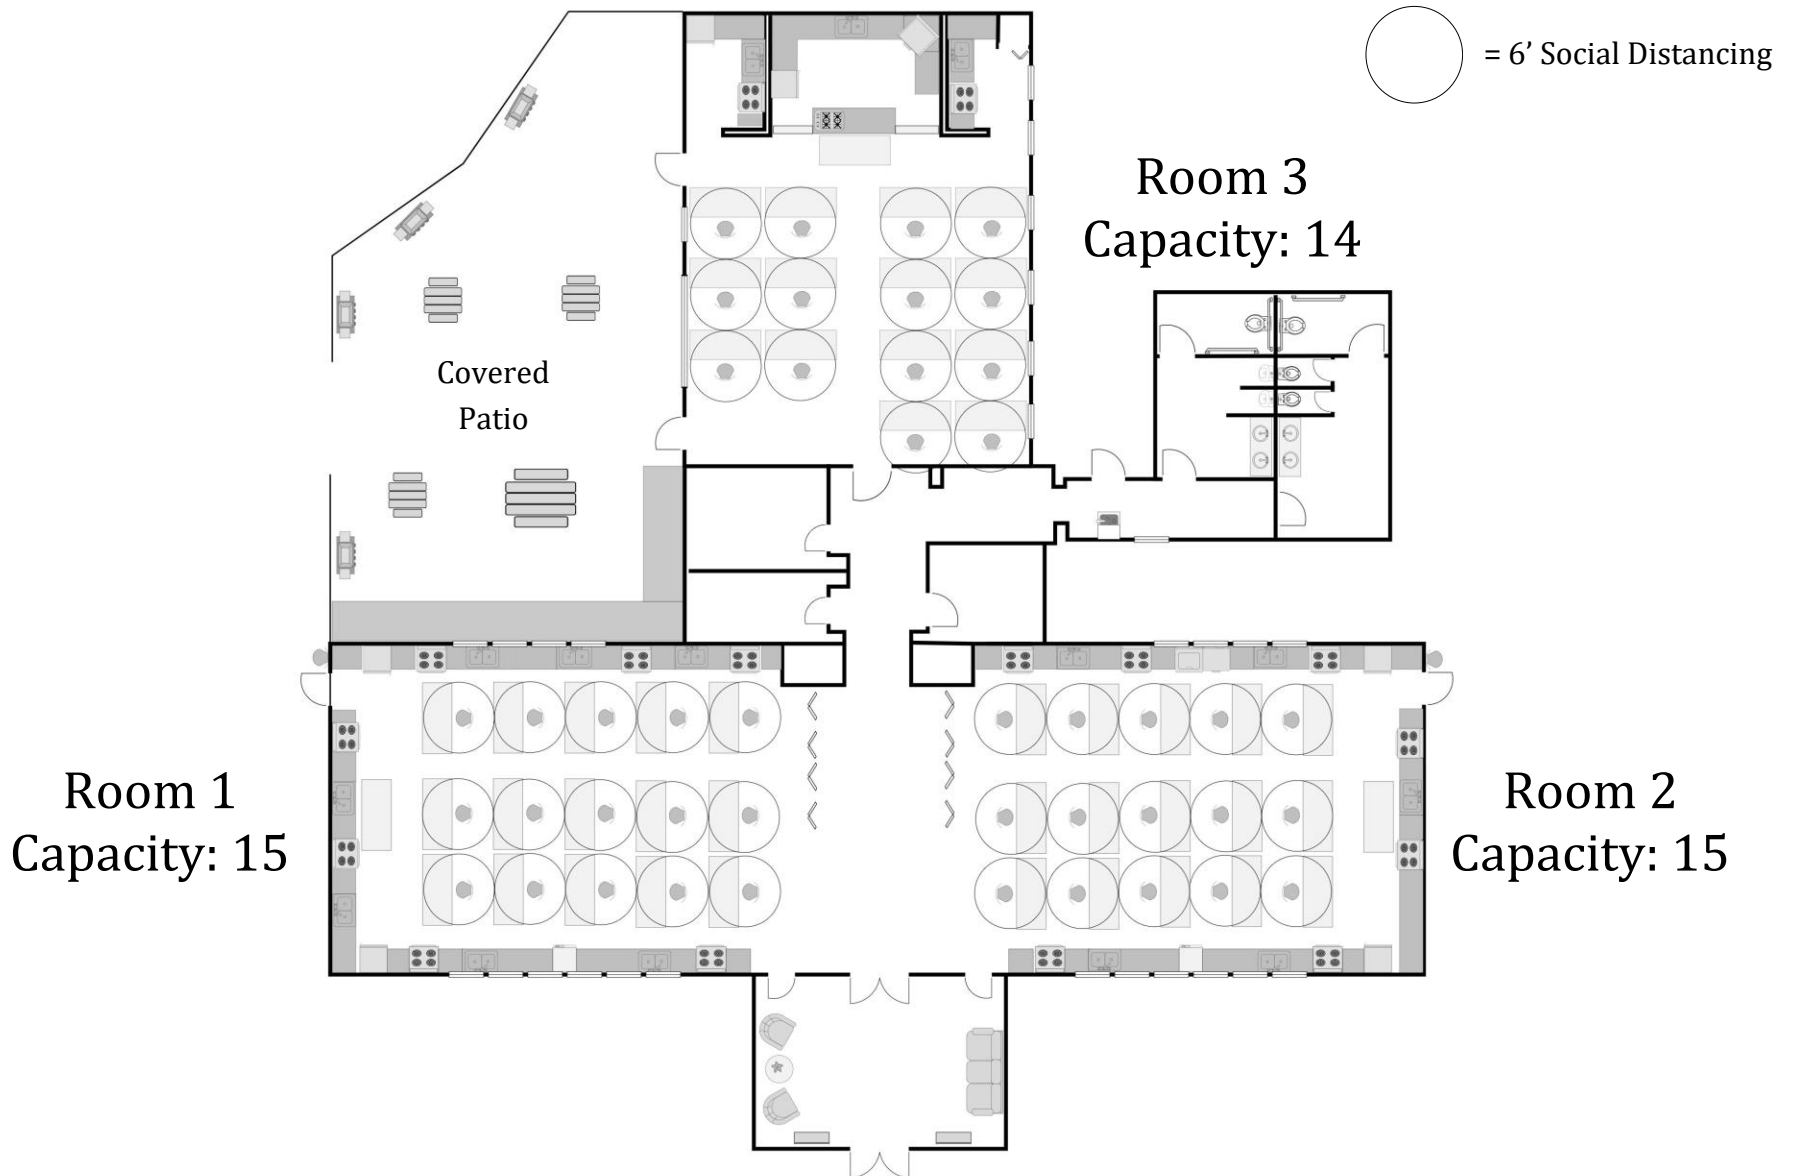 = 6’ Social Distancing
Room 3
Capacity: 14
Covered
Patio
Room 1
Capacity: 15
Room 2
Capacity: 15